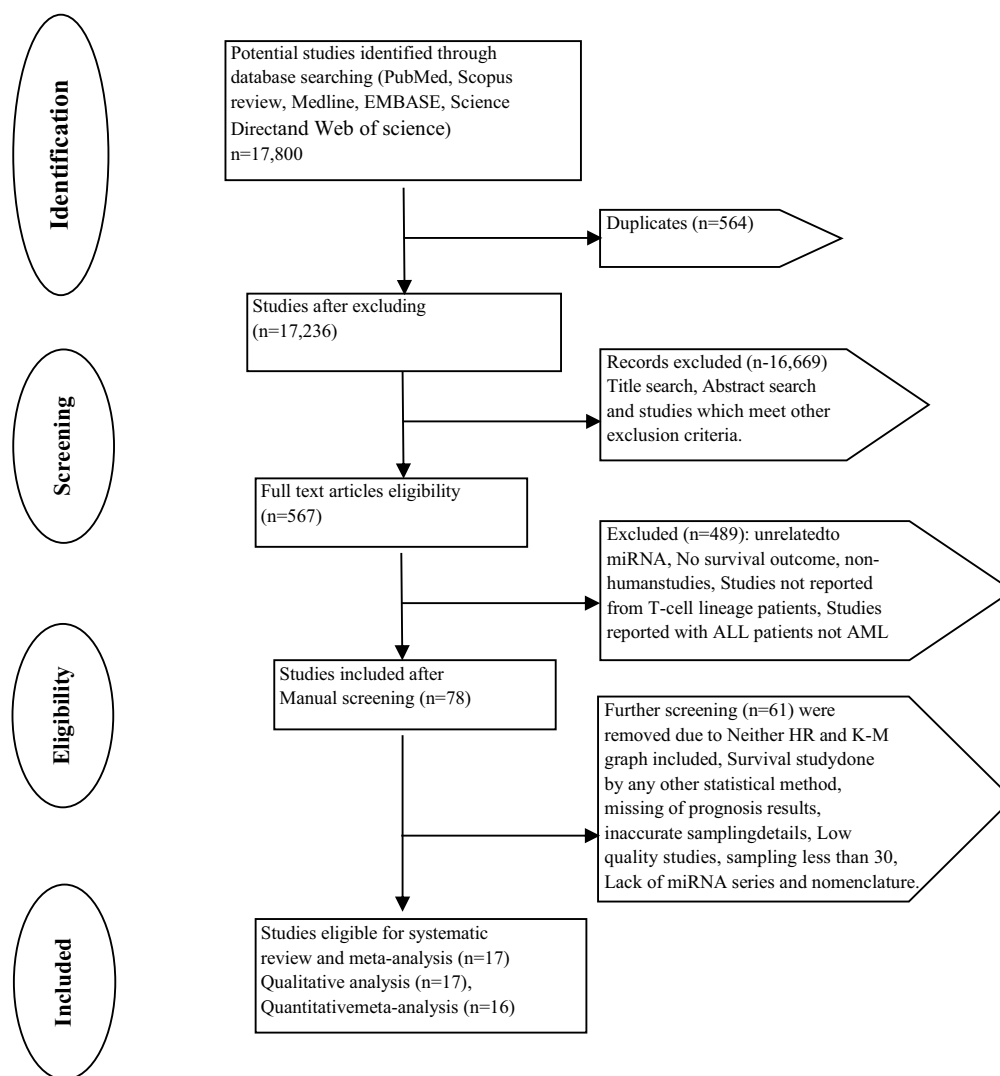 Identification
Potential studies identified through
database searching (PubMed, Scopus
review, Medline, EMBASE, Science
Directand Web of science)
n=17,800
Duplicates (n=564)
Studies after excluding
(n=17,236)
Screening
Records excluded (n-16,669)
Title search, Abstract search
and studies which meet other
exclusion criteria.
Full text articles eligibility
(n=567)
Excluded (n=489): unrelatedto
miRNA, No survival outcome, non-
humanstudies, Studies not reported
from T-cell lineage patients, Studies
reported with ALL patients not AML
Eligibility
Studies included after
Manual screening (n=78)
Further screening (n=61) were
removed due to Neither HR and K-M
graph included, Survival studydone
by any other statistical method,
missing of prognosis results,
inaccurate samplingdetails, Low
quality studies, sampling less than 30,
Lack of miRNA series and nomenclature.
Included
Studies eligible for systematic
review and meta-analysis (n=17)
Qualitative analysis (n=17),
Quantitativemeta-analysis (n=16)